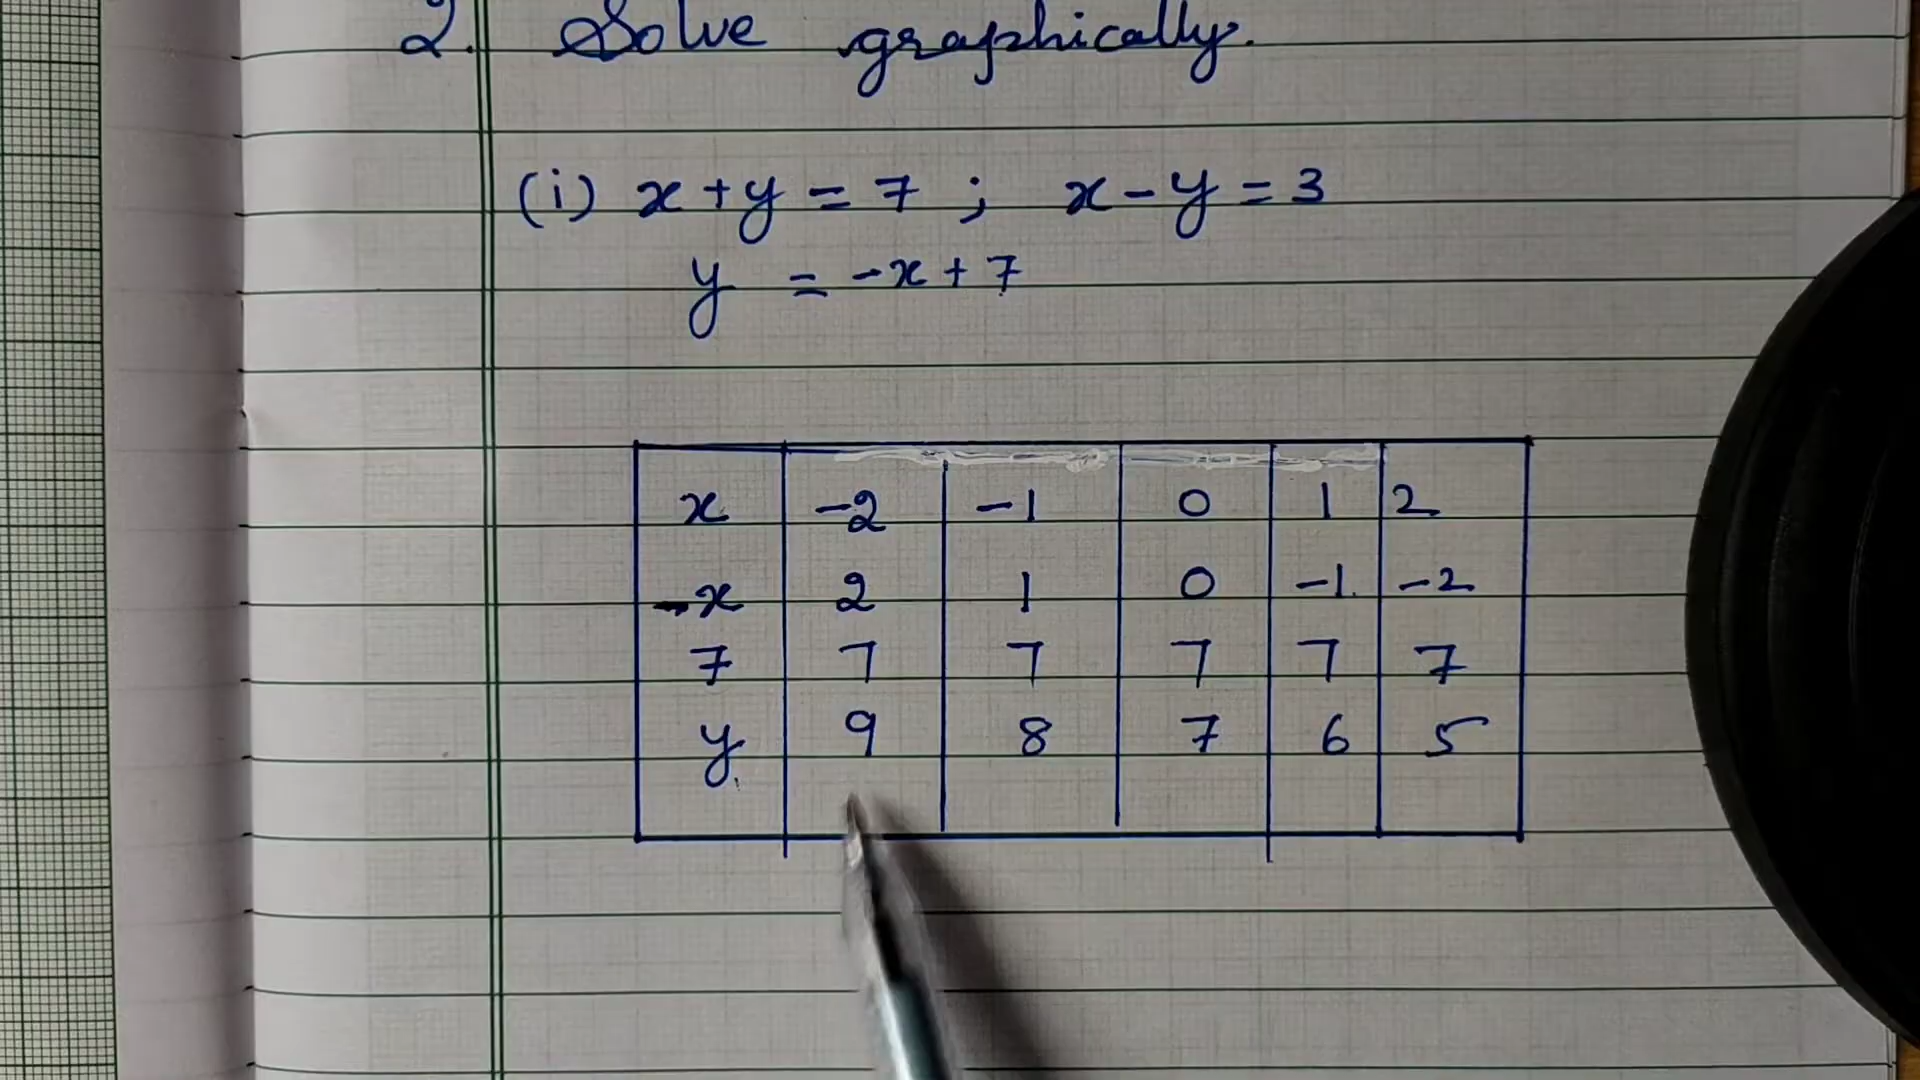 2. Solve graphically.
(i) x + y = 7 ; x - y = 3
y = -x + 7
x -2 -1 0 1 2
-x 2 1 0 -1 -2
7 7 7 7 7 7
y 9 8 7 6 5